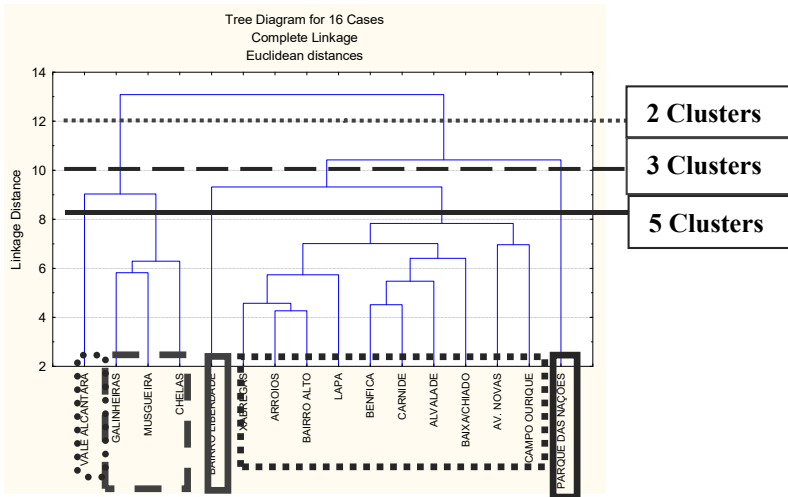 Tree Diagram for 16 Cases
Complete Linkage
Euclidean distances
14
12
10
8
6
4
2
Linkage Distance
2 Clusters
3 Clusters
5 Clusters
VALE ALCANTARA
GALINHEIRAS
MUSGUEIRA
CHELAS
BAIRRO LIBERDADE
XABREGAS
ARROIOS
BAIRRO ALTO
LAPA
BENFICA
CARNIDE
ALVALADE
BAIXA/CHIADO
AV. NOVAS
CAMPO OURIQUE
PARQUE DAS NAÇÕES